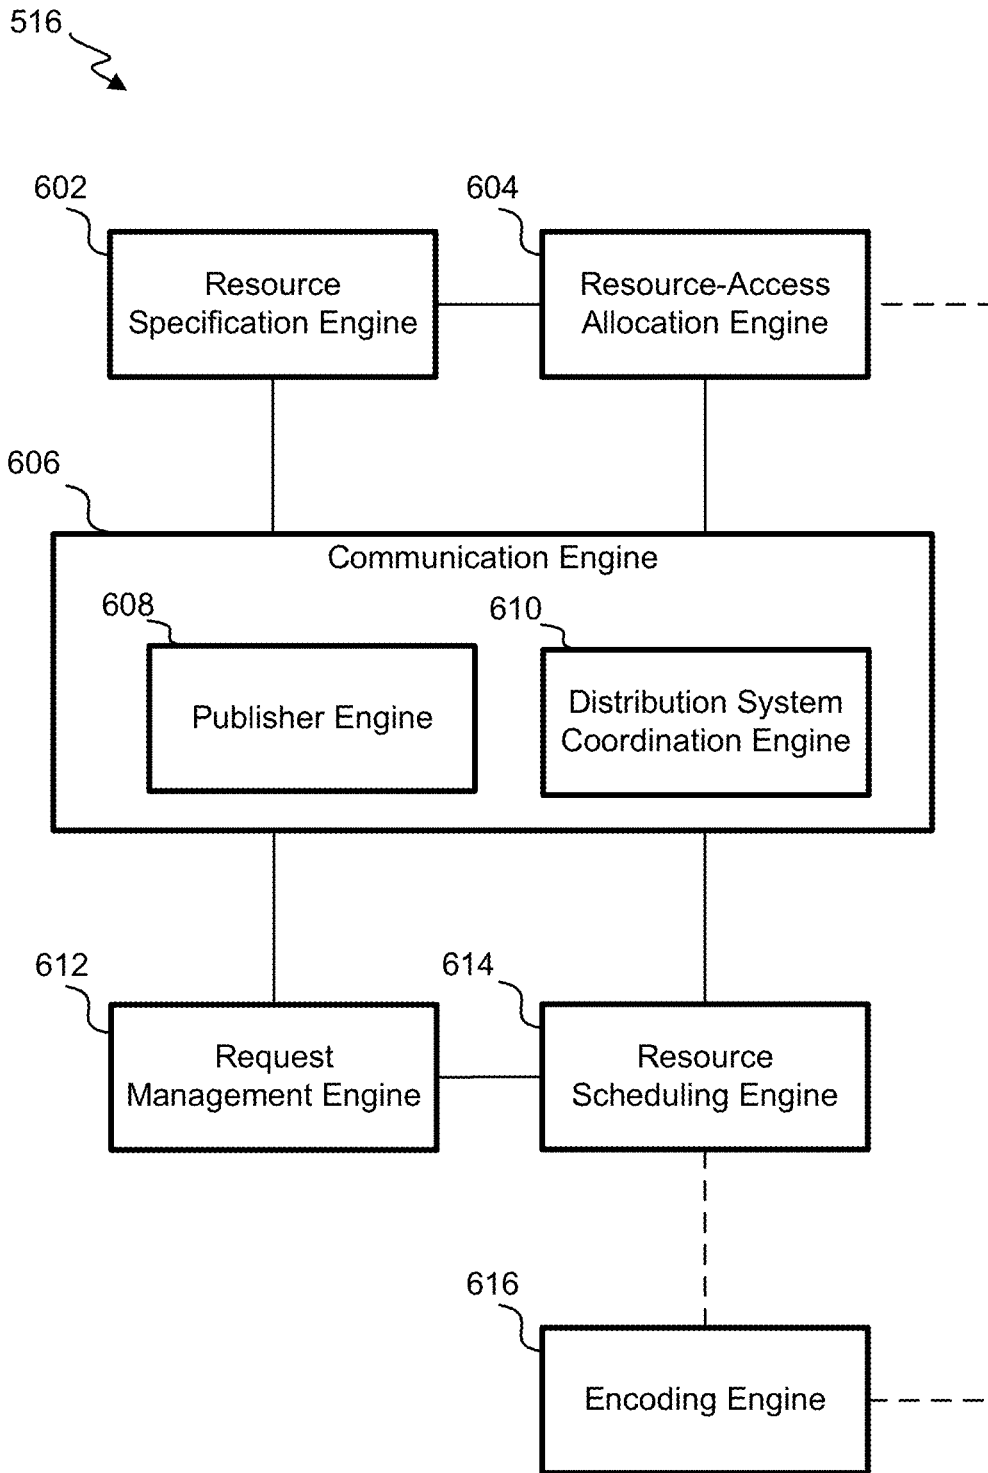 516
602
604
Resource
Specification Engine
Resource-Access
Allocation Engine
606
Communication Engine
608
610
Publisher Engine
Distribution System
Coordination Engine
612
614
Request
Management Engine
Resource
Scheduling Engine
616
Encoding Engine